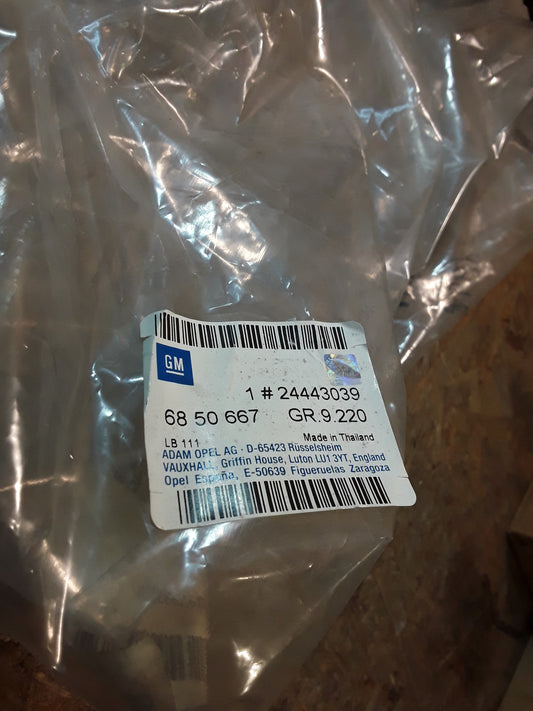 GM
1 # 24443039
68 50 667 GR.9.220
LB 111 Made in Thailand
ADAM OPEL AG · D-65423 Rüsselsheim
VAUXHALL, Griffin House, Luton LU1 3YT, England
Opel España, E-50639 Figueruelas Zaragoza